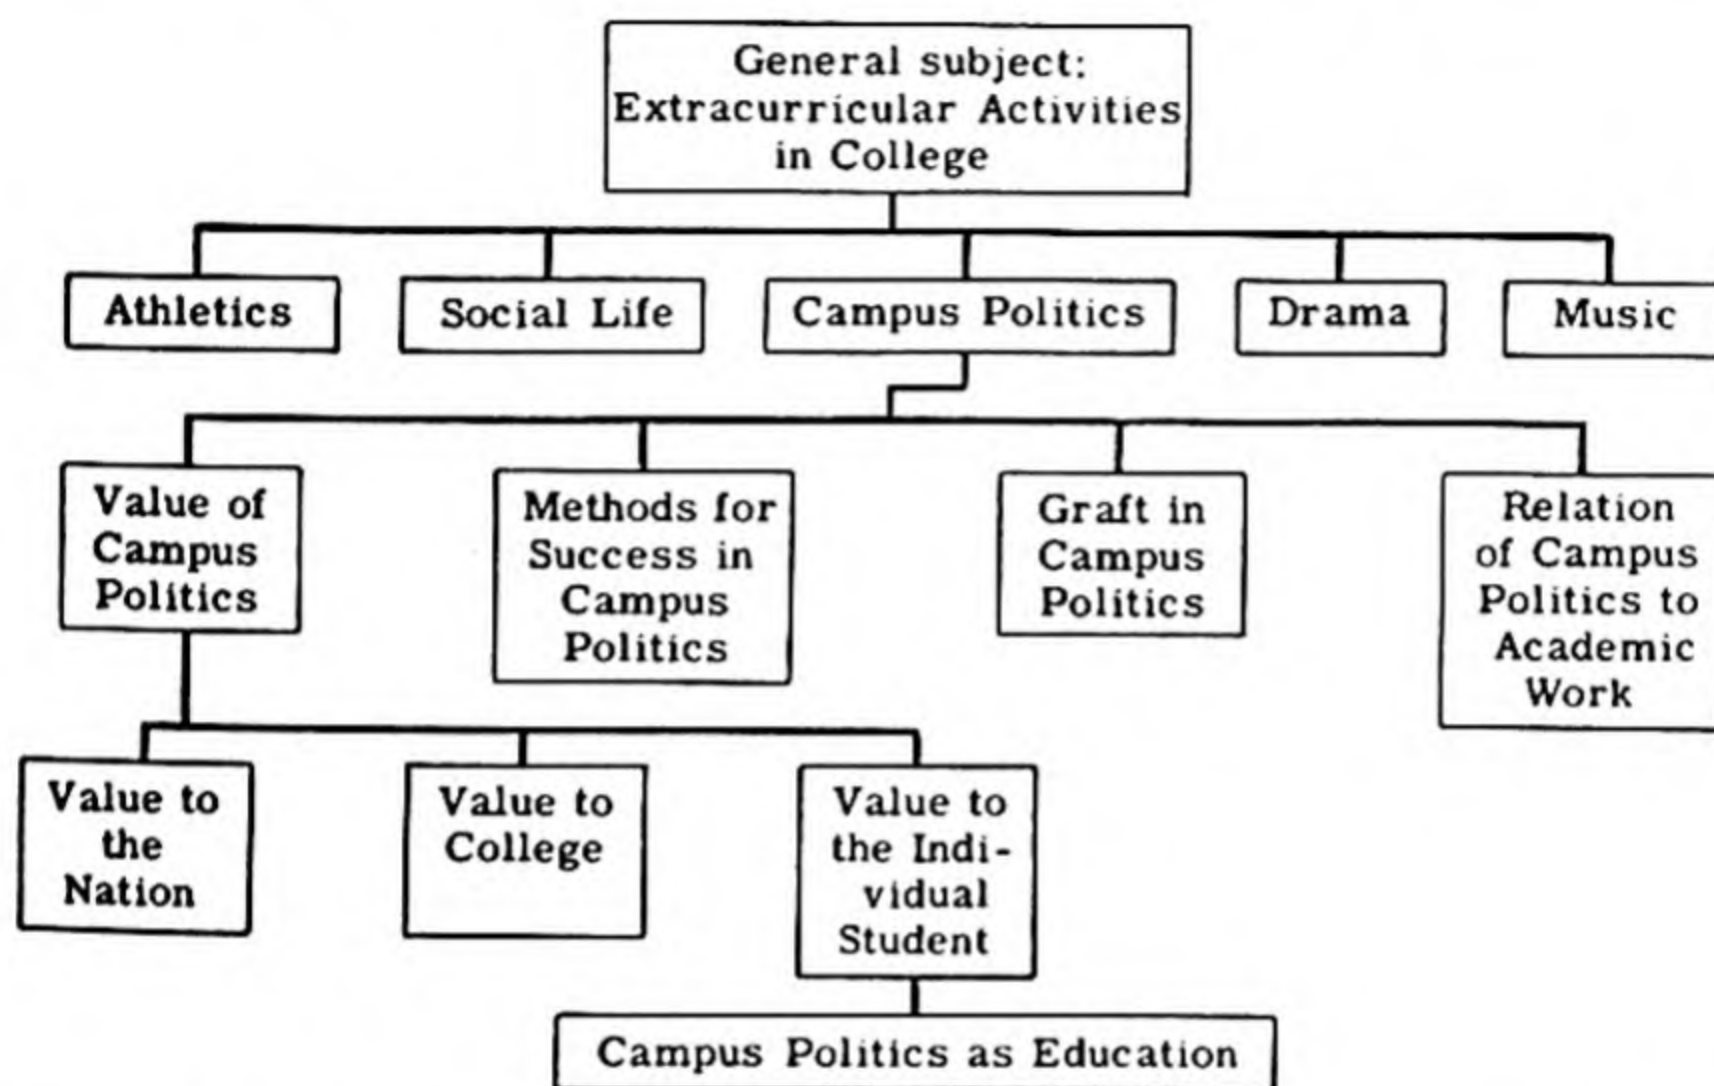 General subject:
Extracurricular Activities
in College
Athletics
Social Life
Campus Politics
Drama
Music
Value of
Campus
Politics
Methods for
Success in
Campus
Politics
Graft in
Campus
Politics
Relation
of Campus
Politics to
Academic
Work
Value to
the
Nation
Value to
College
Value to
the Indi-
vidual
Student
Campus Politics as Education